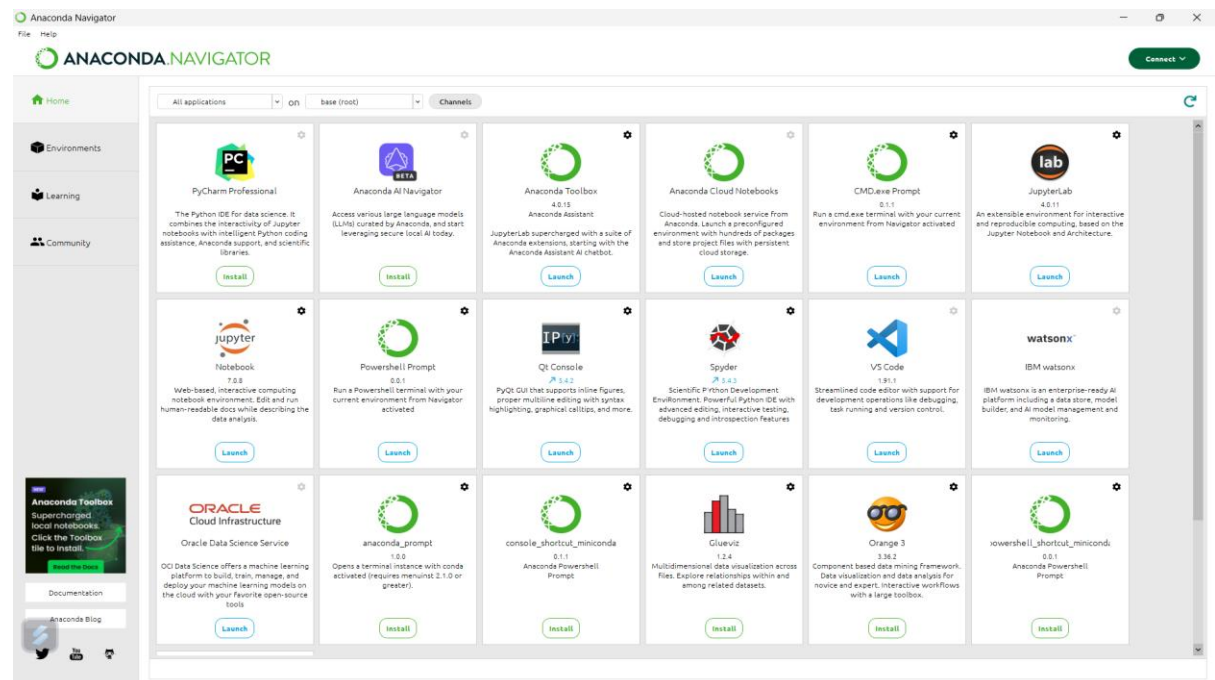 Anaconda Navigator
File Help
ANACONDA.NAVIGATOR
Connect
Home
Environments
Learning
Community
All applications on base (root) Channels
PC
PyCharm Professional
The Python IDE for data science. It
combines the interactivity of Jupyter
notebooks with intelligent Python coding
assistance, Anaconda support, and scientific
libraries.
Install
BETA
Anaconda AI Navigator
Access various large language models
(LLMs) curated by Anaconda, and start
leveraging secure local AI today.
Install
Anaconda Toolbox
4.0.15
Anaconda Assistant
JupyterLab supercharged with a suite of
Anaconda extensions, starting with the
Anaconda Assistant AI chatbot.
Launch
Anaconda Cloud Notebooks
Cloud-hosted notebook service from
Anaconda. Launch a preconfigured
environment with hundreds of packages
and store project files with persistent
cloud storage.
Launch
CMD.exe Prompt
0.1.1
Run a cmd.exe terminal with your current
environment from Navigator activated
Launch
lab
JupyterLab
4.0.11
An extensible environment for interactive
and reproducible computing, based on the
Jupyter Notebook and Architecture.
Launch
jupyter
Notebook
7.0.8
Web-based, interactive computing
notebook environment. Edit and run
human-readable docs while describing the
data analysis.
Launch
Powershell Prompt
0.0.1
Run a Powershell terminal with your
current environment from Navigator
activated
Launch
IP[y]:
Qt Console
5.4.2
PyQt GUI that supports inline figures,
proper multiline editing with syntax
highlighting, graphical calltips, and more.
Launch
Spyder
5.4.3
Scientific PYthon Development
EnviRonment. Powerful Python IDE with
advanced editing, interactive testing,
debugging and introspection features
Launch
VS Code
1.91.1
Streamlined code editor with support for
development operations like debugging,
task running and version control.
Launch
watsonx
IBM watsonx
IBM watsonx is an enterprise-ready AI
platform including a data store, model
builder, and AI model management and
monitoring.
Launch
ORACLE
Cloud Infrastructure
Oracle Data Science Service
OCI Data Science offers a machine learning
platform to build, train, manage, and
deploy your machine learning models on
the cloud with your favorite open-source
tools
Launch
anaconda_prompt
1.0.0
Opens a terminal instance with conda
activated (requires menuinst 2.1.0 or
greater).
Install
console_shortcut_miniconda
0.1.1
Anaconda Powershell
Prompt
Install
Glueviz
1.2.4
Multidimensional data visualization across
files. Explore relationships within and
among related datasets.
Install
Orange 3
3.36.2
Component based data mining framework.
Data visualization and data analysis for
novice and expert. Interactive workflows
with a large toolbox.
Install
owershell_shortcut_minicond
0.0.1
Anaconda Powershell
Prompt
Install
NEW
Anaconda Toolbox
Supercharged
local notebooks.
Click the Toolbox
tile to install.
Read the Docs
Documentation
Anaconda Blog
You
Tube